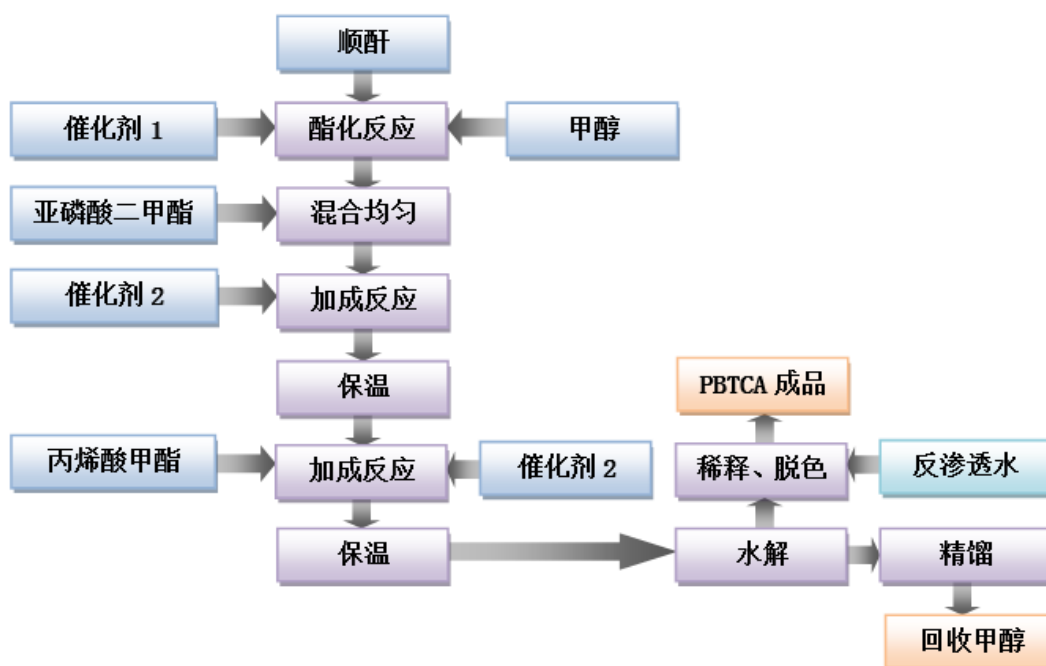 顺酐
催化剂 1
酯化反应
甲醇
亚磷酸二甲酯
混合均匀
催化剂 2
加成反应
保温
PBTCA 成品
丙烯酸甲酯
加成反应
催化剂 2
稀释、脱色
反渗透水
保温
水解
精馏
回收甲醇